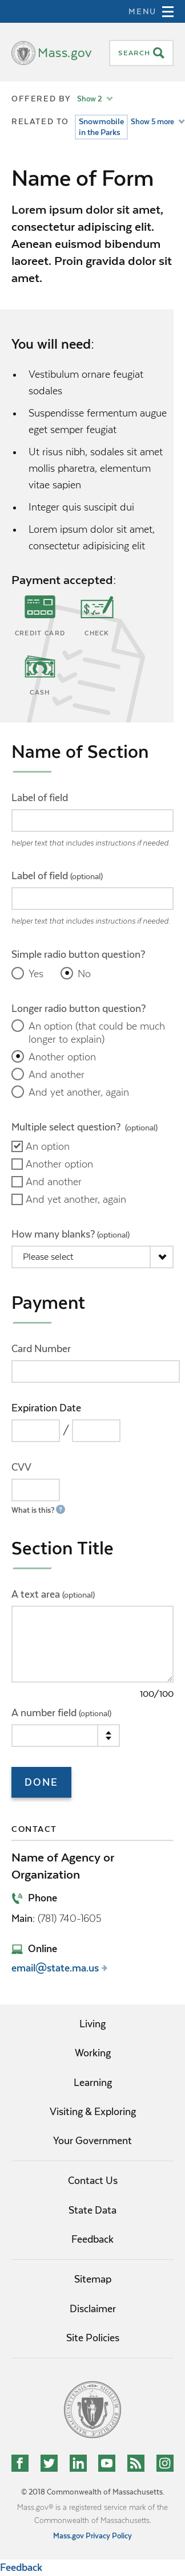 MENU
Mass.gov
SEARCH
OFFERED BY Show 2
RELATED TO Snowmobile Show 5 more
in the Parks
Name of Form
Lorem ipsum dolor sit amet,
consectetur adipiscing elit.
Aenean euismod bibendum
laoreet. Proin gravida dolor sit
amet.
You will need:
• Vestibulum ornare feugiat
sodales
• Suspendisse fermentum augue
eget semper feugiat
• Ut risus nibh, sodales sit amet
mollis pharetra, elementum
vitae sapien
• Integer quis suscipit dui
• Lorem ipsum dolor sit amet,
consectetur adipisicing elit
Payment accepted:
CREDIT CARD CHECK
CASH
Name of Section
Label of field
helper text that includes instructions if needed.
Label of field (optional)
helper text that includes instructions if needed.
Simple radio button question?
Yes No
Longer radio button question?
An option (that could be much
longer to explain)
Another option
And another
And yet another, again
Multiple select question? (optional)
An option
Another option
And another
And yet another, again
How many blanks? (optional)
Please select
Payment
Card Number
Expiration Date
/
CVV
What is this? ?
Section Title
A text area (optional)
100/100
A number field (optional)
DONE
CONTACT
Name of Agency or
Organization
Phone
Main: (781) 740-1605
Online
email@state.ma.us
Living
Working
Learning
Visiting & Exploring
Your Government
Contact Us
State Data
Feedback
Sitemap
Disclaimer
Site Policies
© 2018 Commonwealth of Massachusetts.
Mass.gov® is a registered service mark of the
Commonwealth of Massachusetts.
Mass.gov Privacy Policy
Feedback